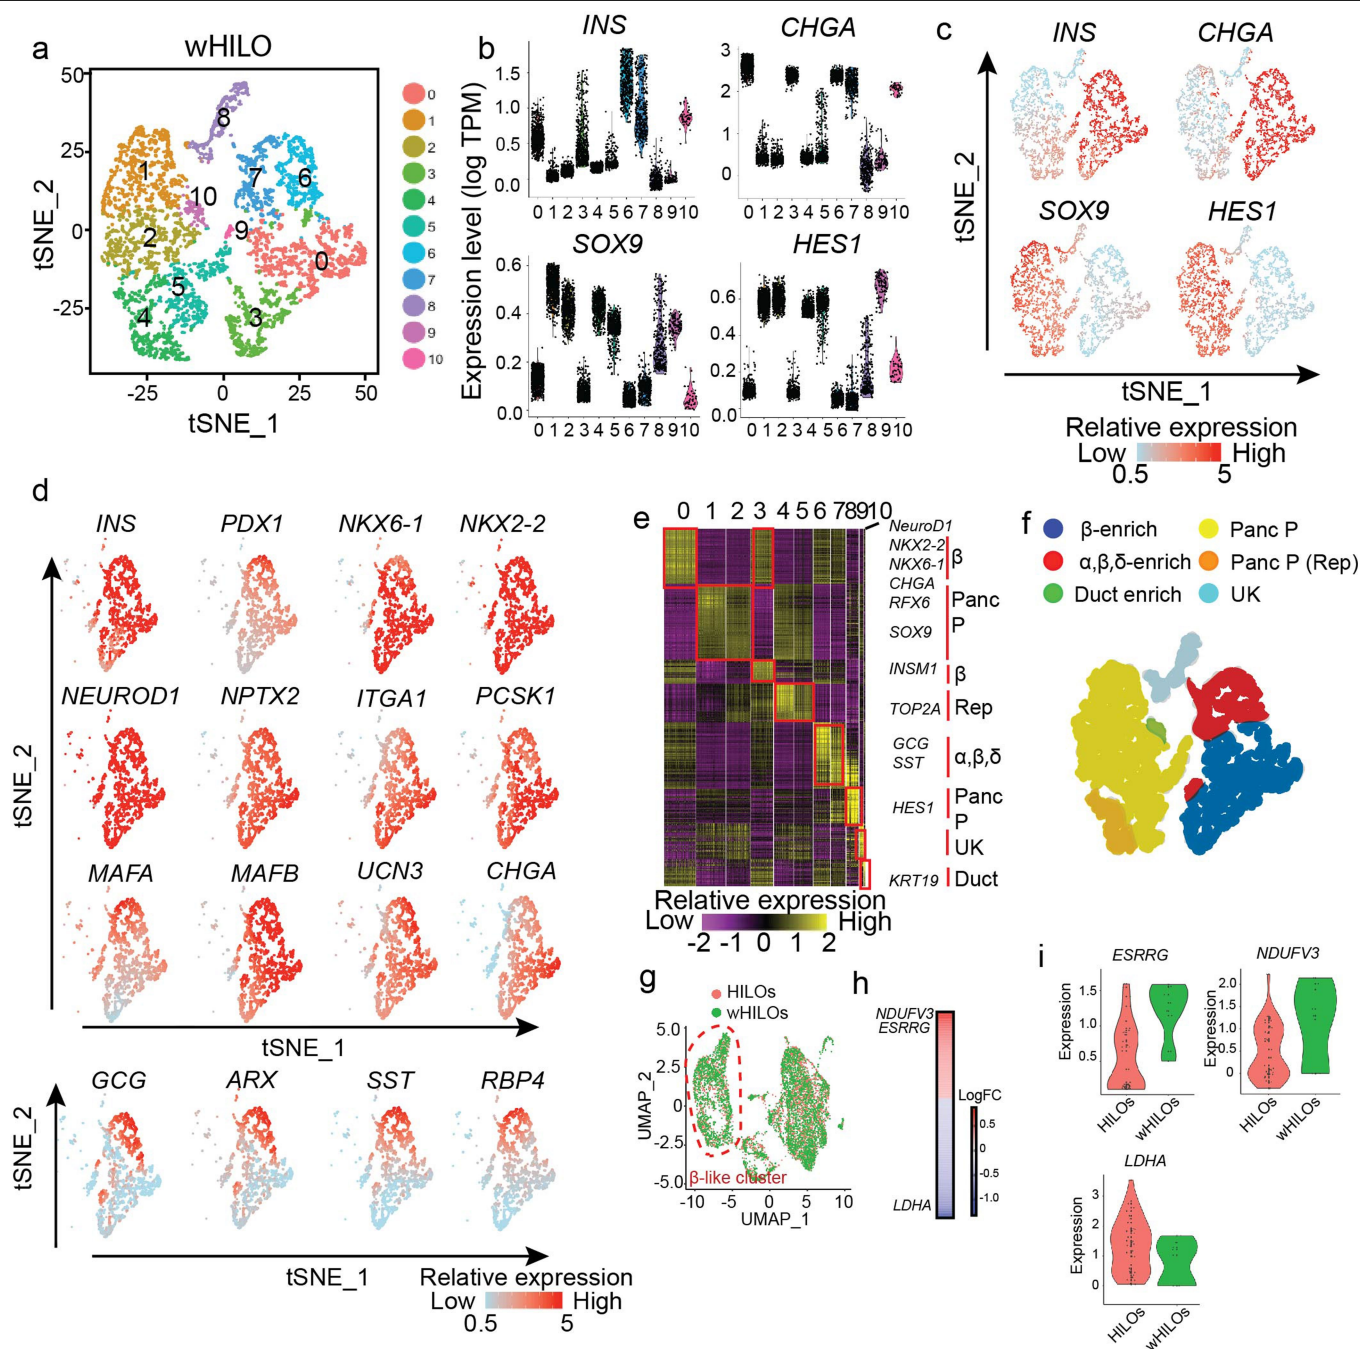 a
wHILO
50
25
0
-25
-25
0
25
50
tSNE_2
tSNE_1
0
1
2
3
4
5
6
7
8
9
10
8
1
7
6
10
2
9
0
5
4
3
b
INS
CHGA
1.5
1.0
0.5
0.0
3
2
1
0
0 1 2 3 4 5 6 7 8 9 10
0 1 2 3 4 5 6 7 8 9 10
SOX9
HES1
0.6
0.4
0.2
0.0
0.6
0.4
0.2
0.0
0 1 2 3 4 5 6 7 8 9 10
0 1 2 3 4 5 6 7 8 9 10
Expression level (log TPM)
c
INS
CHGA
SOX9
HES1
tSNE_2
tSNE_1
Relative expression
Low
High
0.5
5
d
INS
PDX1
NKX6-1
NKX2-2
NEUROD1
NPTX2
ITGA1
PCSK1
MAFA
MAFB
UCN3
CHGA
tSNE_2
tSNE_1
GCG
ARX
SST
RBP4
tSNE_2
tSNE_1
Relative expression
Low
High
0.5
5
e
0 1 2 3 4 5 6 7 8 9 10
NeuroD1
NKX2-2
NKX6-1
β
CHGA
RFX6
Panc
P
SOX9
INSM1
β
TOP2A
Rep
GCG
SST
α,β,δ
HES1
Panc
P
UK
KRT19
Duct
Relative expression
Low
High
-2 -1 0 1 2
f
β-enrich
Panc P
α,β,δ-enrich
Panc P (Rep)
Duct enrich
UK
g
HILOs
wHILOs
5.0
2.5
0
-2.5
-5.0
β-like cluster
-10 -5 0 5 10
UMAP_2
UMAP_1
h
NDUFV3
ESRRG
LDHA
LogFC
0.5
0
-0.5
-1.0
i
ESRRG
NDUFV3
1.5
1.0
0.5
Expression
HILOs
wHILOs
2.0
1.5
1.0
0.5
0
Expression
HILOs
wHILOs
LDHA
3
2
1
0
Expression
HILOs
wHILOs